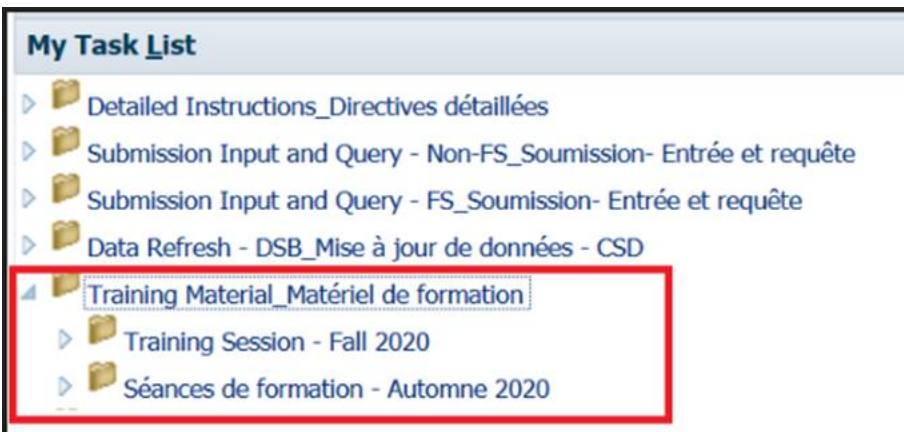 My Task List
Detailed Instructions_Directives détaillées
Submission Input and Query - Non-FS_Soumission- Entrée et requête
Submission Input and Query - FS_Soumission- Entrée et requête
Data Refresh - DSB_Mise à jour de données - CSD
Training Material_Matériel de formation
Training Session - Fall 2020
Séances de formation - Automne 2020